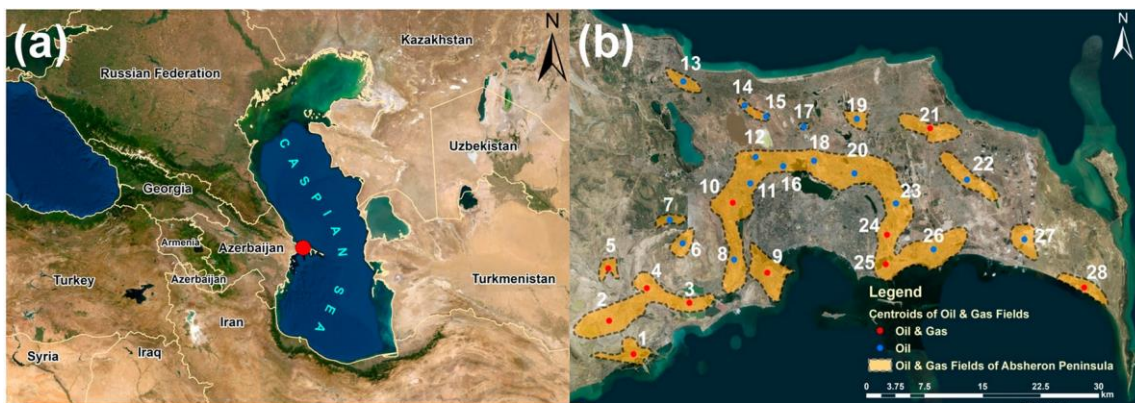 (a)
N
Kazakhstan
Russian Federation
Uzbekistan
CASPIAN SEA
Georgia
Armenia
Azerbaijan
Azerbaijan
Turkey
Turkmenistan
Iran
Syria
Iraq
(b)
N
13
14
15
17
19
21
12
18
20
22
16
11
10
23
7
6
24
27
5
8
9
25
26
28
4
3
2
1
Legend
Centroids of Oil & Gas Fields
Oil & Gas
Oil
Oil & Gas Fields of Absheron Peninsula
0 3.75 7.5 15 22.5 30
km